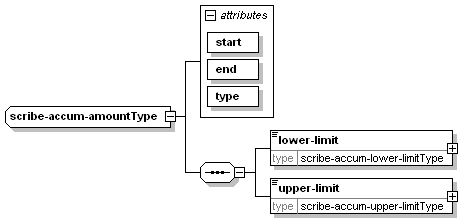 attributes
start
end
type
scribe-accum-amountType
lower-limit
type scribe-accum-lower-limitType
upper-limit
type scribe-accum-upper-limitType